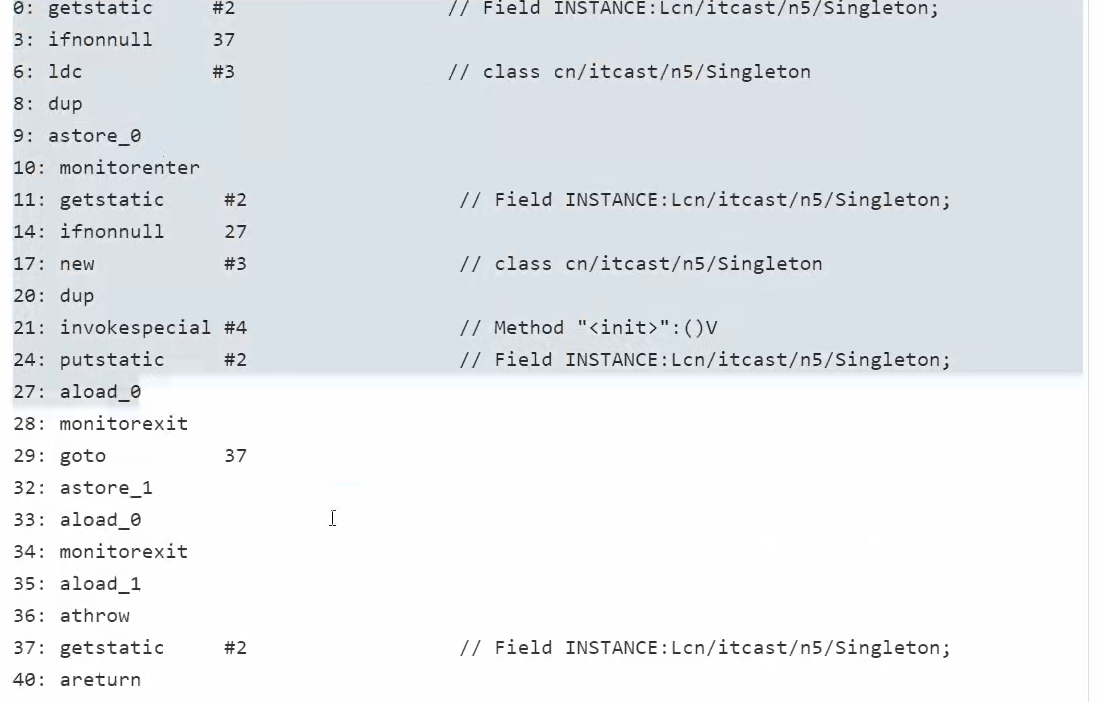 0: getstatic #2 // Field INSTANCE:Lcn/itcast/n5/Singleton;
3: ifnonnull 37
6: ldc #3 // class cn/itcast/n5/Singleton
8: dup
9: astore_0
10: monitorenter
11: getstatic #2 // Field INSTANCE:Lcn/itcast/n5/Singleton;
14: ifnonnull 27
17: new #3 // class cn/itcast/n5/Singleton
20: dup
21: invokespecial #4 // Method "<init>":()V
24: putstatic #2 // Field INSTANCE:Lcn/itcast/n5/Singleton;
27: aload_0
28: monitorexit
29: goto 37
32: astore_1
33: aload_0
34: monitorexit
35: aload_1
36: athrow
37: getstatic #2 // Field INSTANCE:Lcn/itcast/n5/Singleton;
40: areturn